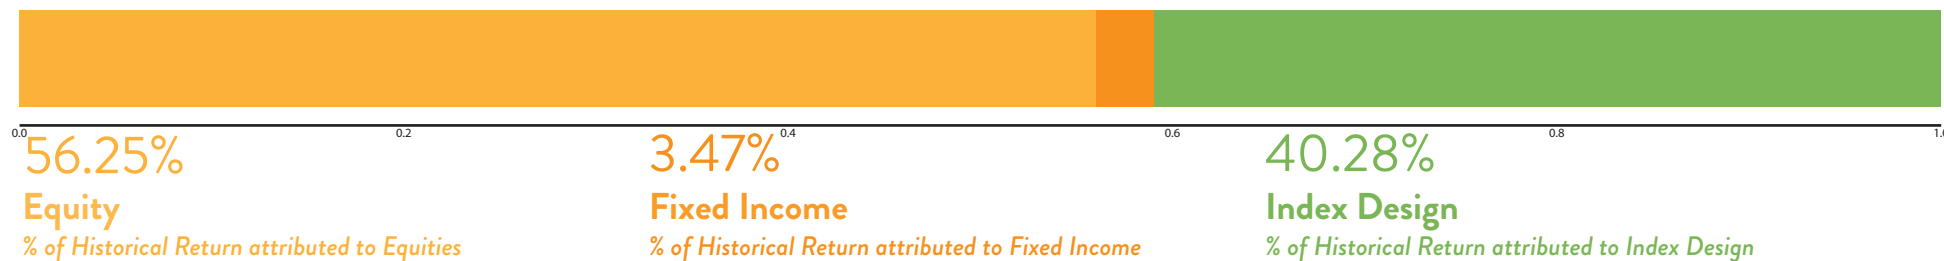 0.0 0.2 0.4 0.6 0.8 1.0
56.25% 3.47% 40.28%
Equity Fixed Income Index Design
% of Historical Return attributed to Equities % of Historical Return attributed to Fixed Income % of Historical Return attributed to Index Design